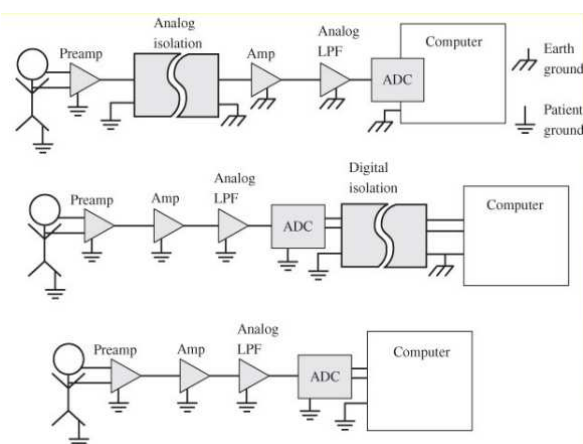 Analog
isolation
Preamp
Amp
Analog
LPF
Computer
ADC
Earth
ground
Patient
ground
Preamp
Amp
Analog
LPF
ADC
Digital
isolation
Computer
Preamp
Amp
Analog
LPF
ADC
Computer